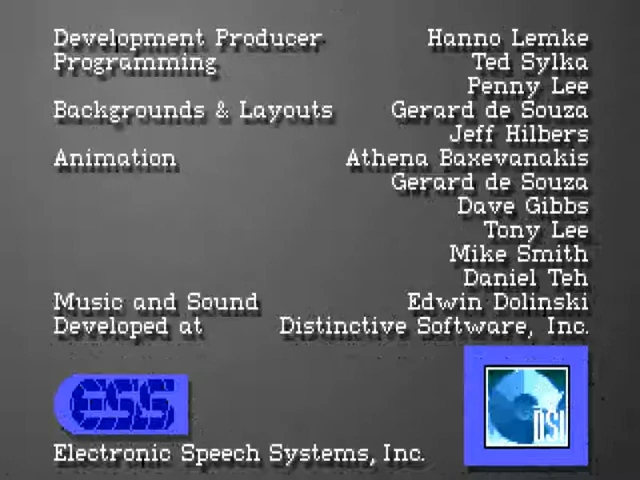 Development Producer Hanno Lemke
Programming Ted Sylka
Penny Lee
Backgrounds & Layouts Gerard de Souza
Jeff Hilbers
Animation Athena Baxevanakis
Gerard de Souza
Dave Gibbs
Tony Lee
Mike Smith
Daniel Teh
Music and Sound Edwin Dolinski
Developed at Distinctive Software, Inc.
ESS
DSI
Electronic Speech Systems, Inc.